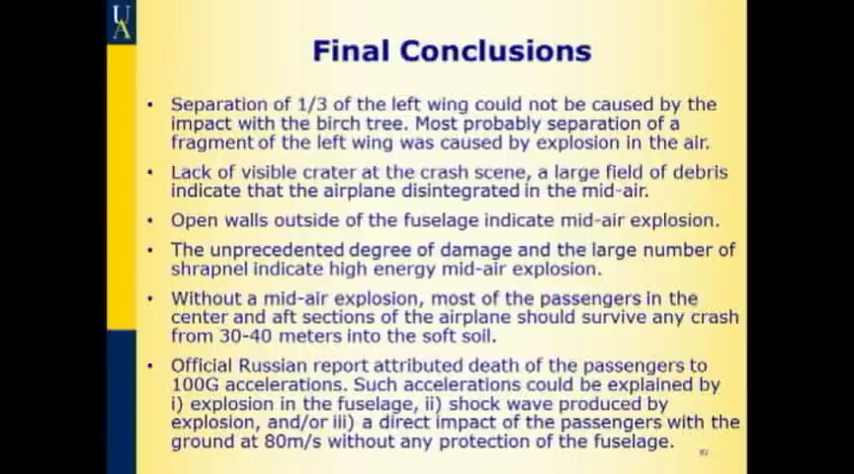 UA
Final Conclusions
• Separation of 1/3 of the left wing could not be caused by the
impact with the birch tree. Most probably separation of a
fragment of the left wing was caused by explosion in the air.
• Lack of visible crater at the crash scene, a large field of debris
indicate that the airplane disintegrated in the mid-air.
• Open walls outside of the fuselage indicate mid-air explosion.
• The unprecedented degree of damage and the large number of
shrapnel indicate high energy mid-air explosion.
• Without a mid-air explosion, most of the passengers in the
center and aft sections of the airplane should survive any crash
from 30-40 meters into the soft soil.
• Official Russian report attributed death of the passengers to
100G accelerations. Such accelerations could be explained by
i) explosion in the fuselage, ii) shock wave produced by
explosion, and/or iii) a direct impact of the passengers with the
ground at 80m/s without any protection of the fuselage.